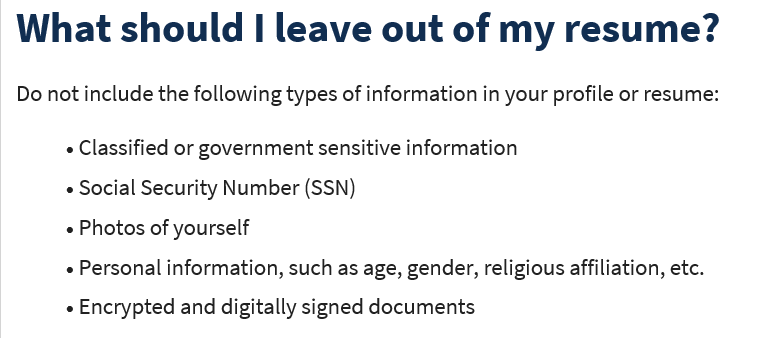 What should I leave out of my resume?
Do not include the following types of information in your profile or resume:
• Classified or government sensitive information
• Social Security Number (SSN)
• Photos of yourself
• Personal information, such as age, gender, religious affiliation, etc.
• Encrypted and digitally signed documents